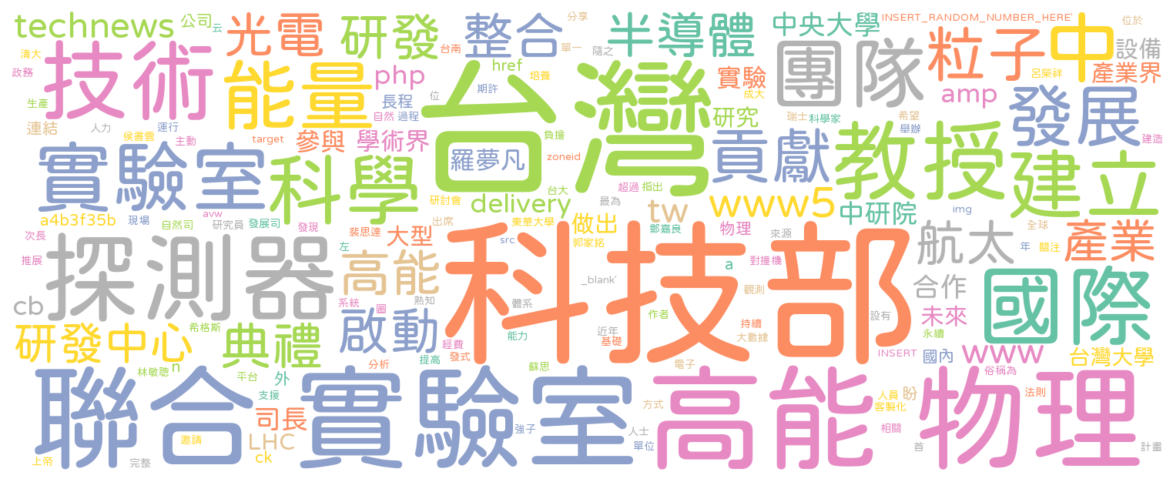 technews 公司 云 光電 研發 台南 整合 分享 單一 隨之 半導體 中央大學 INSERT_RANDOM_NUMBER_HERE' 位於
清大 政務 技術 能量 php href 期許 培養 台灣 實驗 成大 團隊 粒子 中 設備 產業界
生產 長程 位 自然 過程 負擔 研究 瑞士 科學家 amp 希望 舉辦 呂榮祥 發展 建造
連結 人力 侯書雲 運行 主動 target 參與 學術界 羅夢凡 zoneid 貢獻 教授 建立
實驗室 科學 研討會 delivery 台大 超過 指出 tw www5 中研院
a4b3f35b 現場 avw 自然司 研究員 發展司 發現 裴思達 出席 東華大學 最為 做出 鄭嘉良 物理 來源 img 全球
次長 推展 探測器 大型 左 src 郭家銘 科技部 a 對撞機 航太 年 關注 產業
cb 高能 系統 圖 熟知 體系 _blank' 觀測 合作 國際
研發中心 希格斯 典禮 啟動 近年 作者 持續 設有 未來 永續
n 林敏聰 平台 外 支援 分析 經費 提高 發式 能力 蘇思 基礎 大數據 電子 INSERT 國內 www 俗稱為 台灣大學
聯合實驗室 高能物理 方式 人員 盼 客製化 法則
上帝 邀請 完整 司長 LHC ck 強子 人士 單位 相關 首 計畫